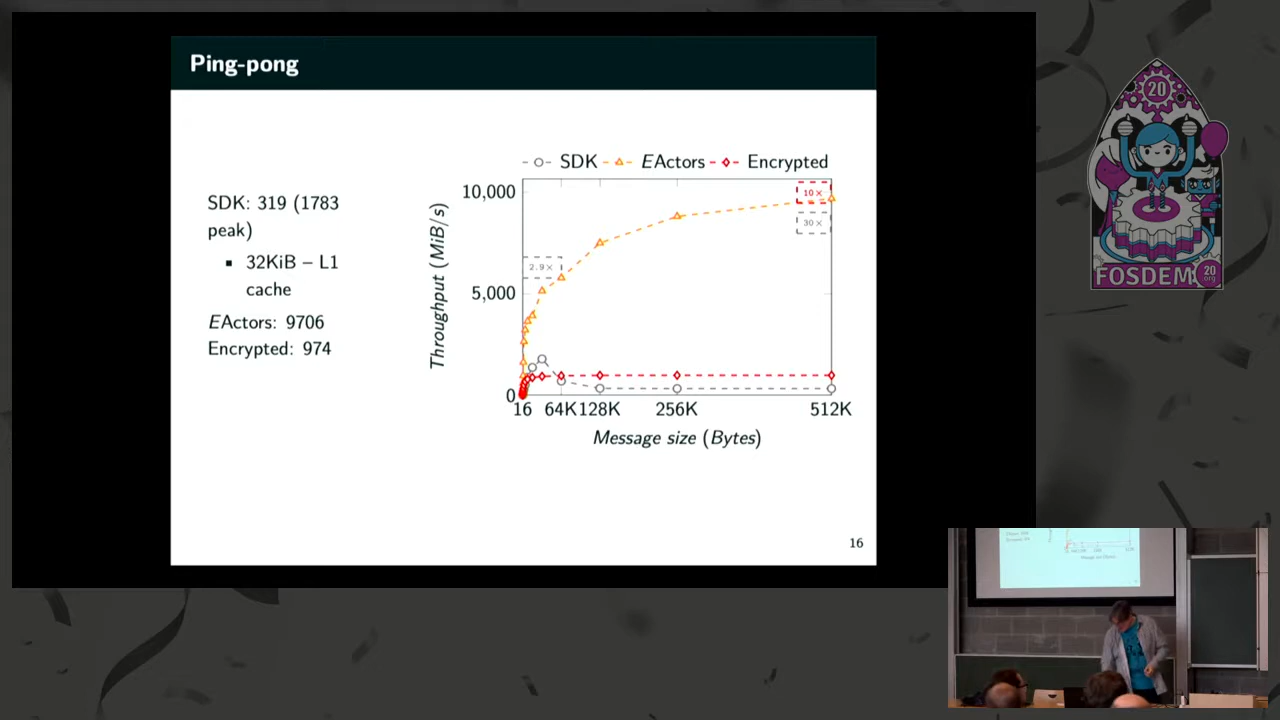 Ping-pong
SDK: 319 (1783
peak)
▪ 32KiB – L1
cache
EActors: 9706
Encrypted: 974
SDK EActors Encrypted
Throughput (MiB/s)
10,000
5,000
0
10×
30×
2.9×
16 64K 128K 256K 512K
Message size (Bytes)
16
20
FOSDEM
20
.org